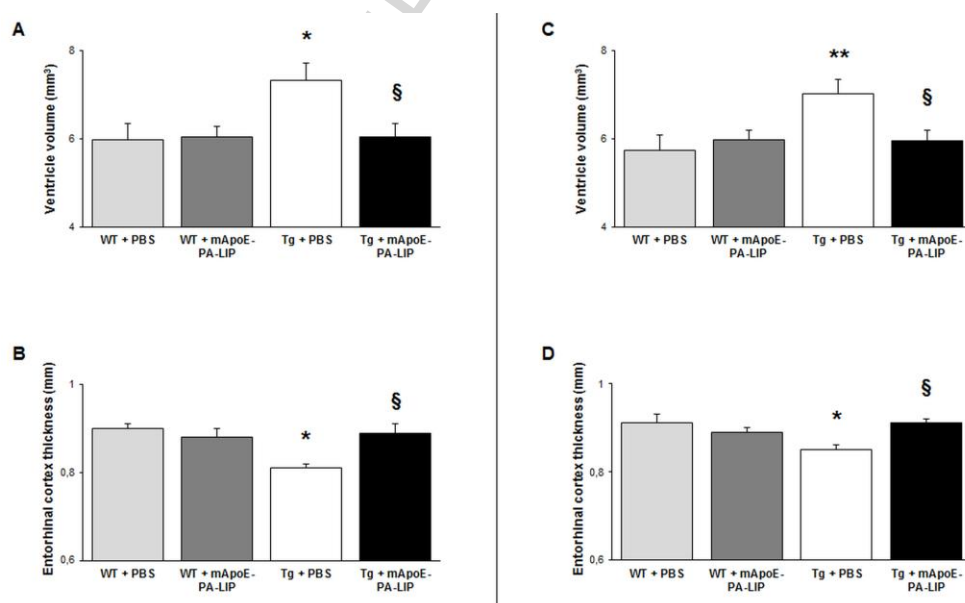 A
Ventricle volume (mm³)
8
6
4
*
§
WT + PBS
WT + mApoE-
PA-LIP
Tg + PBS
Tg + mApoE-
PA-LIP
B
Entorhinal cortex thickness (mm)
1
0,8
0,6
*
§
WT + PBS
WT + mApoE-
PA-LIP
Tg + PBS
Tg + mApoE-
PA-LIP
C
Ventricle volume (mm³)
8
6
4
**
§
WT + PBS
WT + mApoE-
PA-LIP
Tg + PBS
Tg + mApoE-
PA-LIP
D
Entorhinal cortex thickness (mm)
1
0,8
0,6
*
§
WT + PBS
WT + mApoE-
PA-LIP
Tg + PBS
Tg + mApoE-
PA-LIP